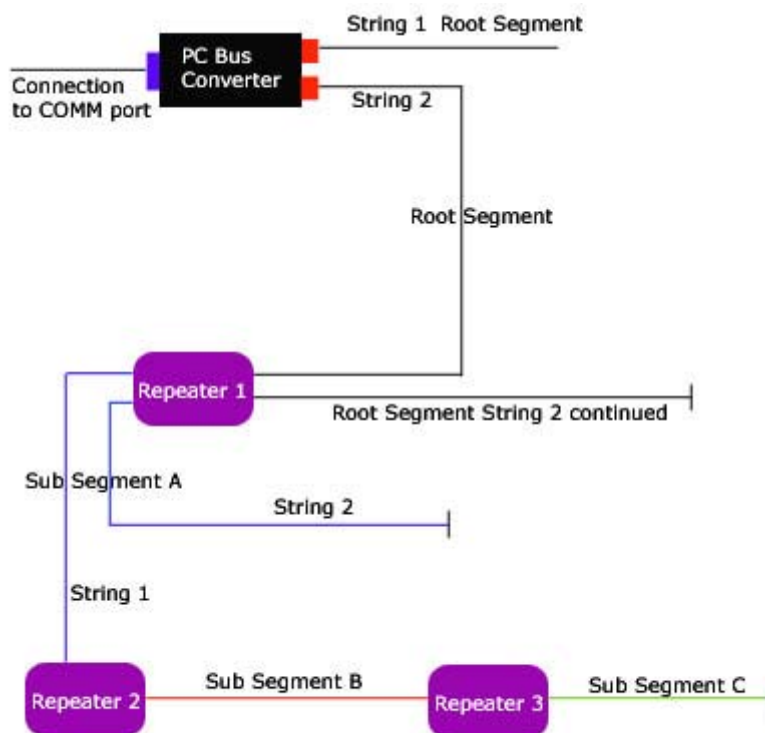 String 1 Root Segment
PC Bus
Converter
Connection
to COMM port
String 2
Root Segment
Repeater 1
Root Segment String 2 continued
Sub Segment A
String 2
String 1
Repeater 2
Sub Segment B
Repeater 3
Sub Segment C